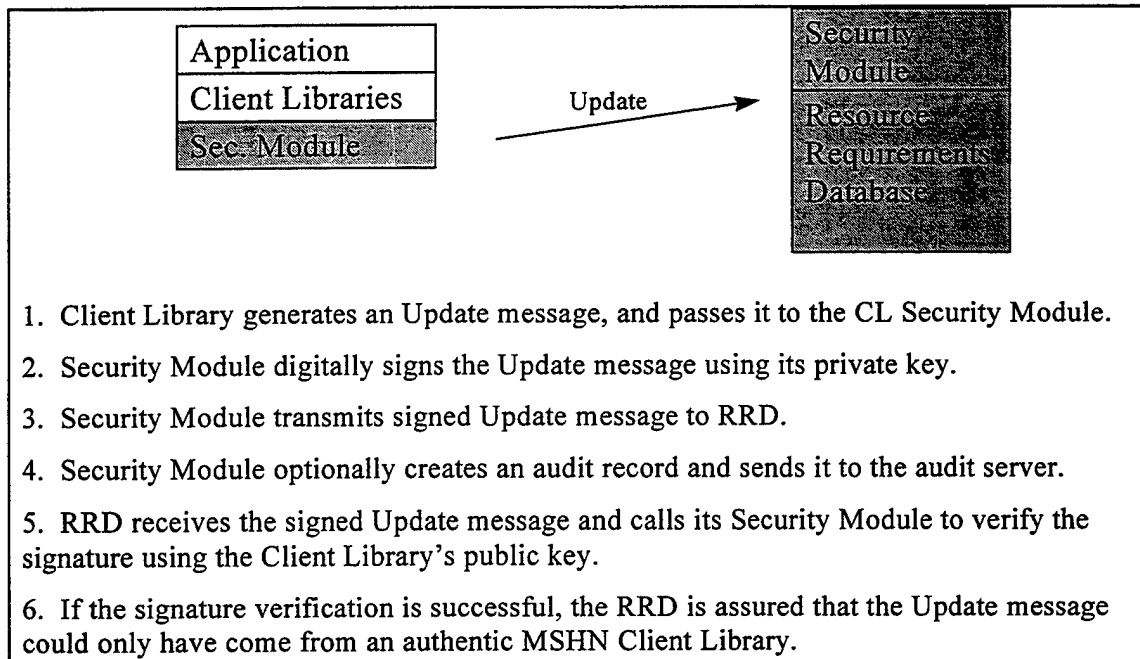 Application
Client Libraries
Sec. Module
Update
Security
Module
Resource
Requirements
Database
1. Client Library generates an Update message, and passes it to the CL Security Module.
2. Security Module digitally signs the Update message using its private key.
3. Security Module transmits signed Update message to RRD.
4. Security Module optionally creates an audit record and sends it to the audit server.
5. RRD receives the signed Update message and calls its Security Module to verify the
signature using the Client Library's public key.
6. If the signature verification is successful, the RRD is assured that the Update message
could only have come from an authentic MSHN Client Library.